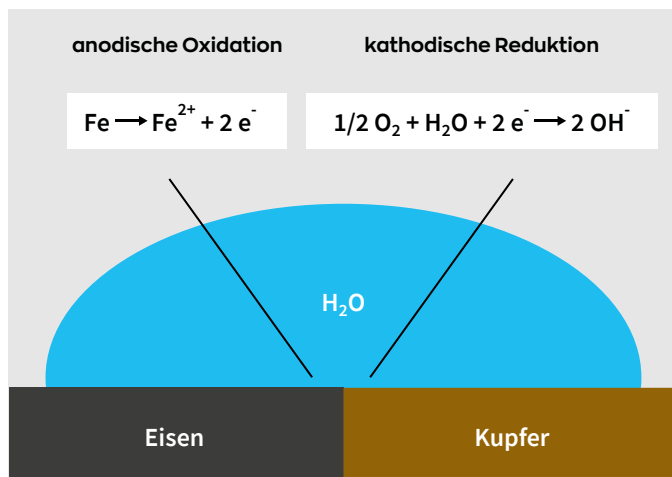 anodische Oxidation
kathodische Reduktion
Fe → Fe²⁺ + 2 e⁻
1/2 O₂ + H₂O + 2 e⁻ → 2 OH⁻
H₂O
Eisen
Kupfer